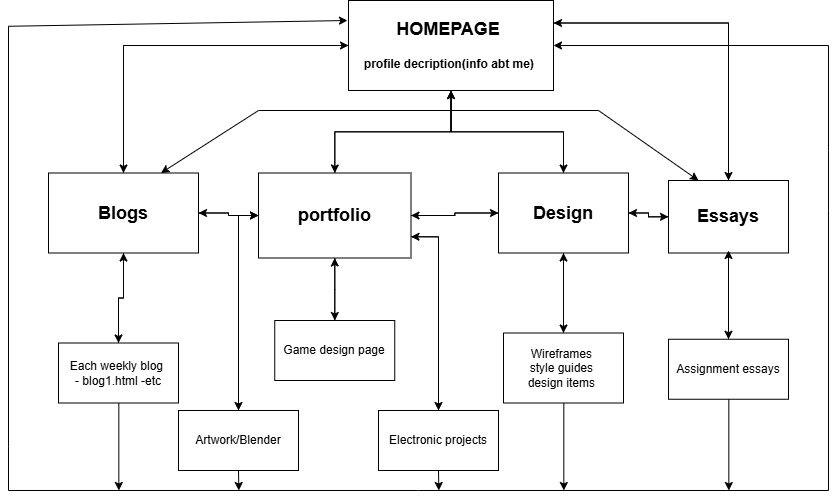 HOMEPAGE
profile decription(info abt me)
Blogs
portfolio
Design
Essays
Each weekly blog
- blog1.html -etc
Game design page
Wireframes
style guides
design items
Assignment essays
Artwork/Blender
Electronic projects